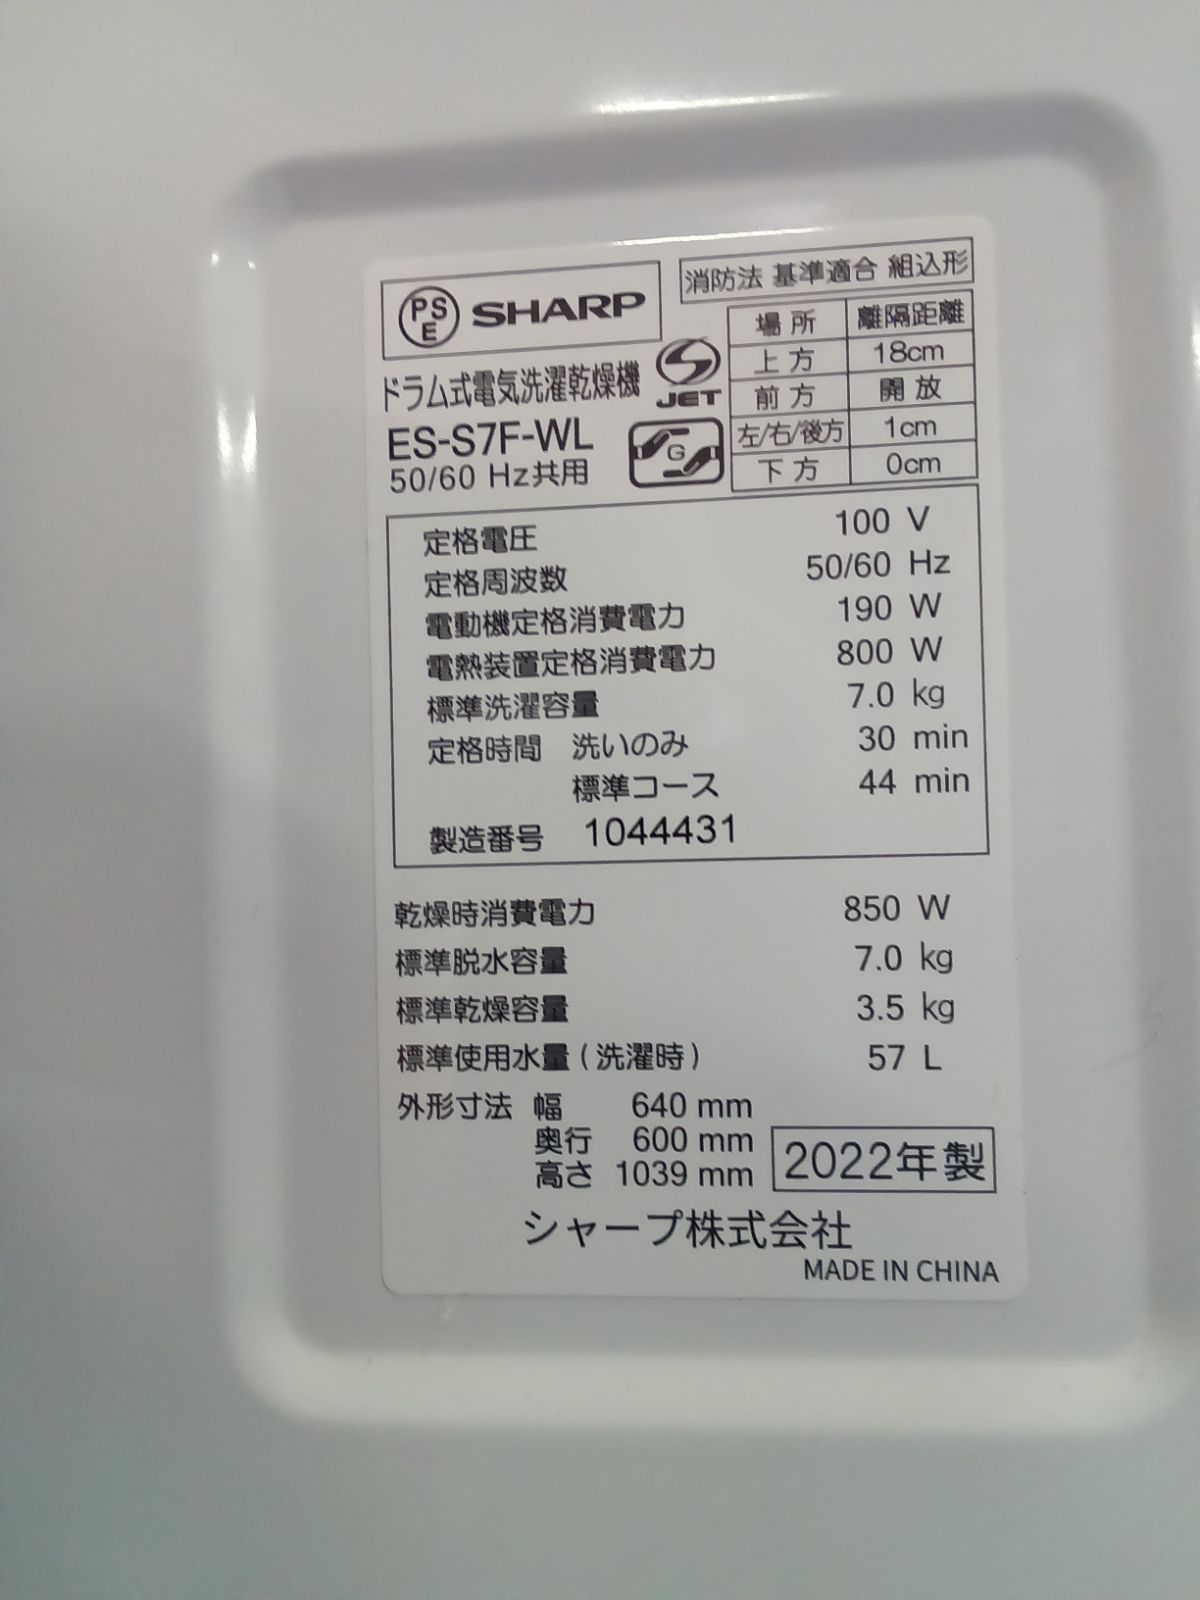 PS E SHARP
消防法 基準適合 組込形
場所 離隔距離
上方 18cm
前方 開放
左/右/後方 1cm
下方 0cm
ドラム式電気洗濯乾燥機
S JET
ES-S7F-WL
50/60 Hz共用
G
定格電圧 100 V
定格周波数 50/60 Hz
電動機定格消費電力 190 W
電熱装置定格消費電力 800 W
標準洗濯容量 7.0 kg
定格時間 洗いのみ 30 min
標準コース 44 min
製造番号 1044431
乾燥時消費電力 850 W
標準脱水容量 7.0 kg
標準乾燥容量 3.5 kg
標準使用水量(洗濯時) 57 L
外形寸法 幅 640 mm
奥行 600 mm
高さ 1039 mm
2022年製
シャープ株式会社
MADE IN CHINA